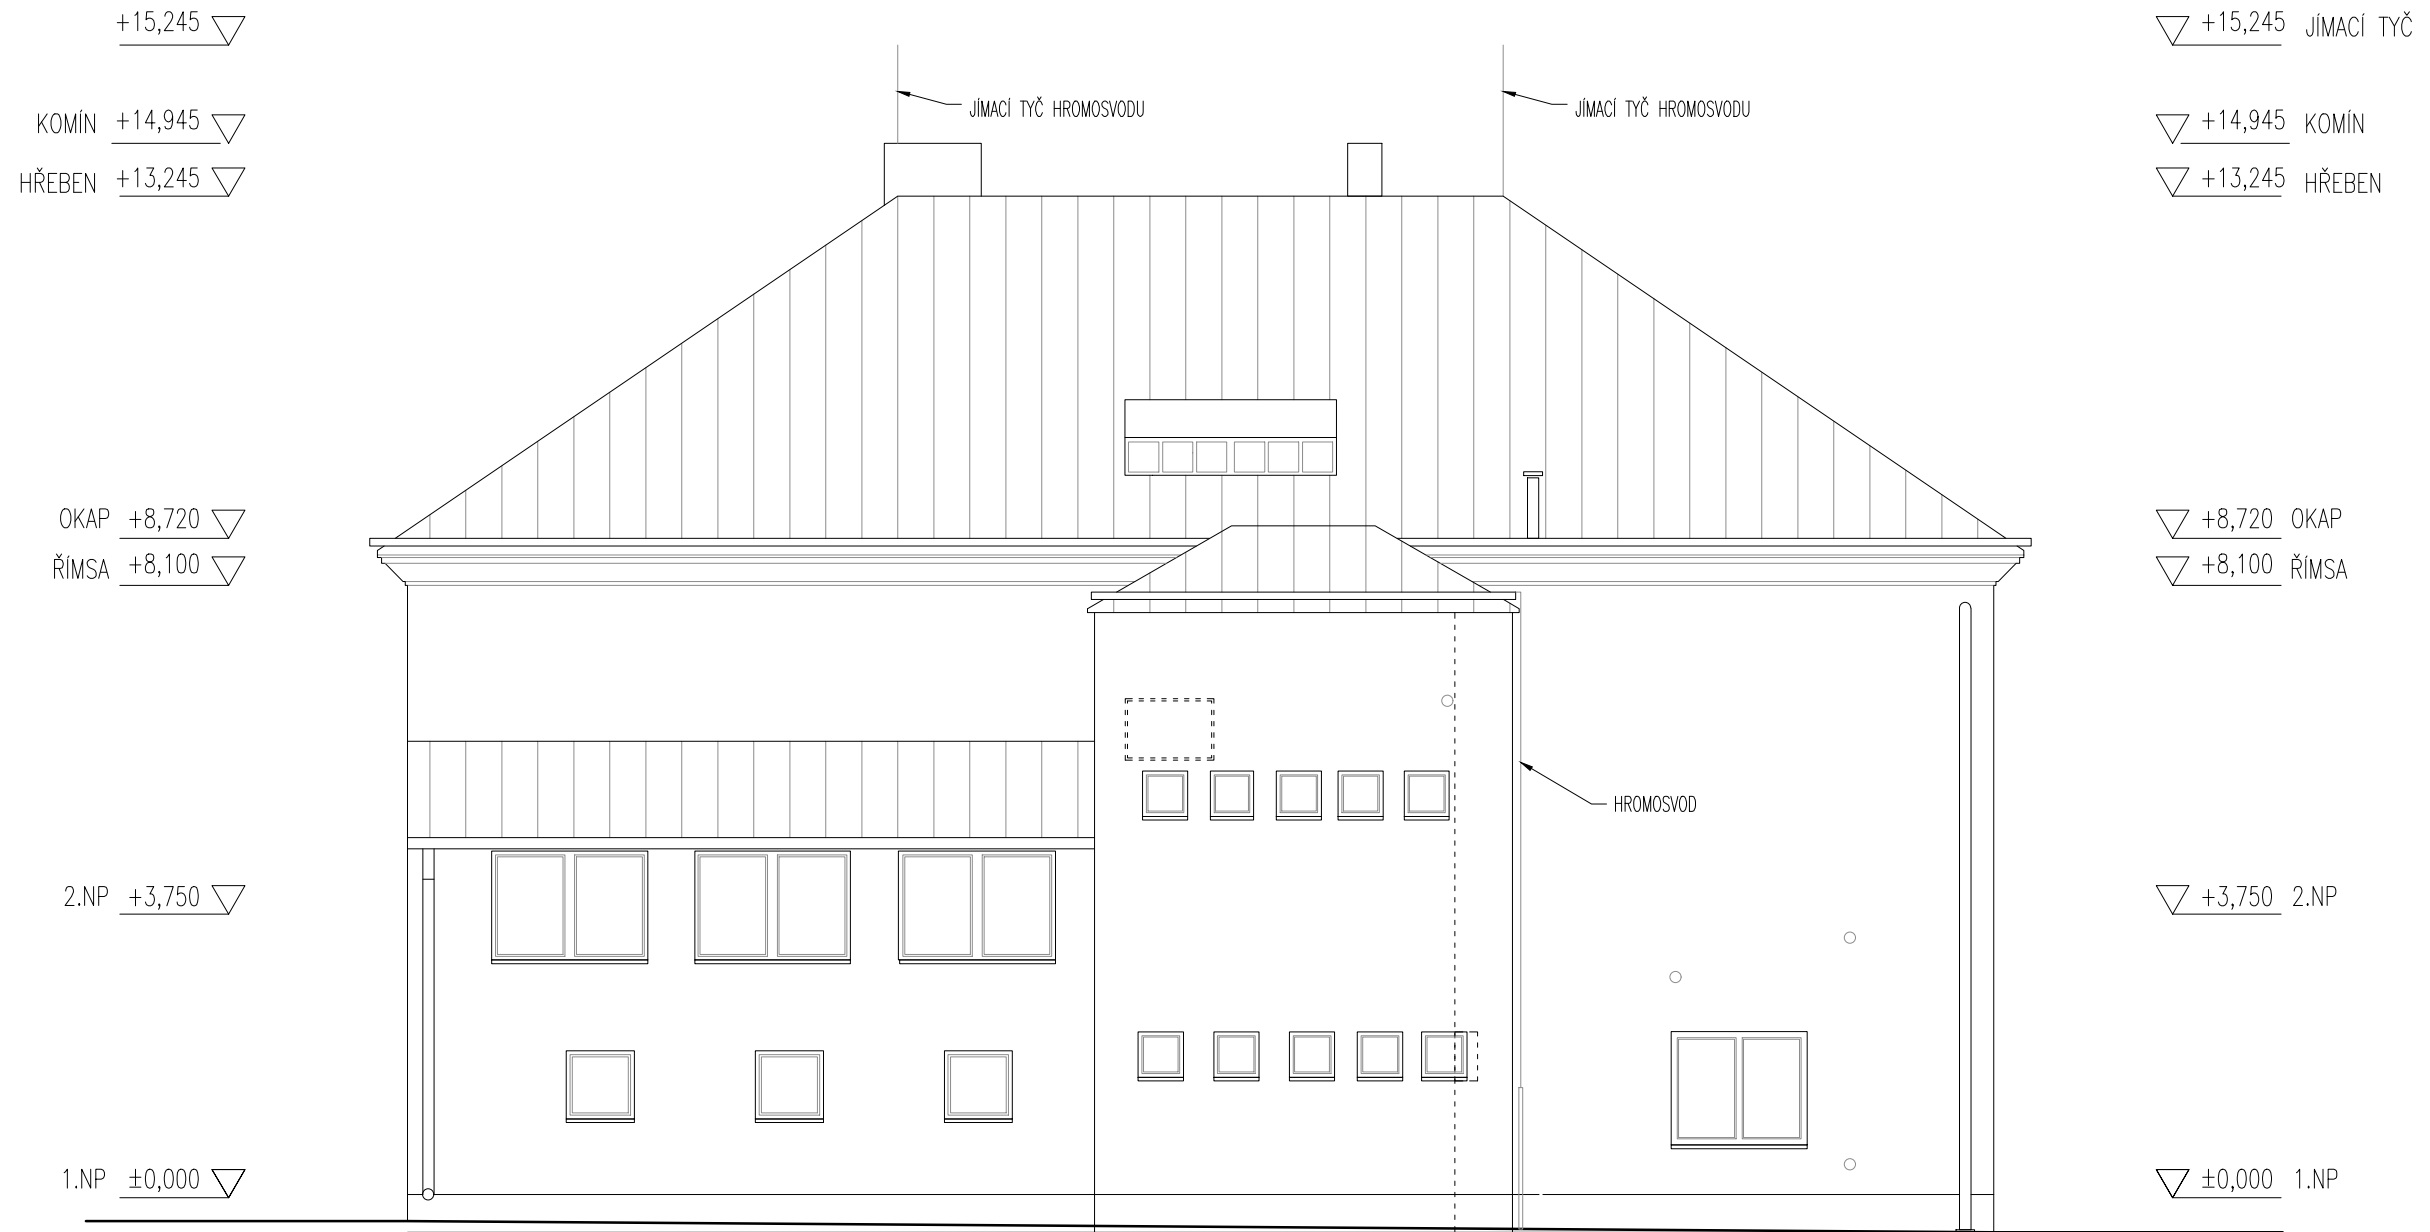 +15,245
+15,245 JÍMACÍ TYČ
JÍMACÍ TYČ HROMOSVODU
JÍMACÍ TYČ HROMOSVODU
KOMÍN +14,945
+14,945 KOMÍN
HŘEBEN +13,245
+13,245 HŘEBEN
OKAP +8,720
+8,720 OKAP
ŘÍMSA +8,100
+8,100 ŘÍMSA
HROMOSVOD
2.NP +3,750
+3,750 2.NP
1.NP ±0,000
±0,000 1.NP